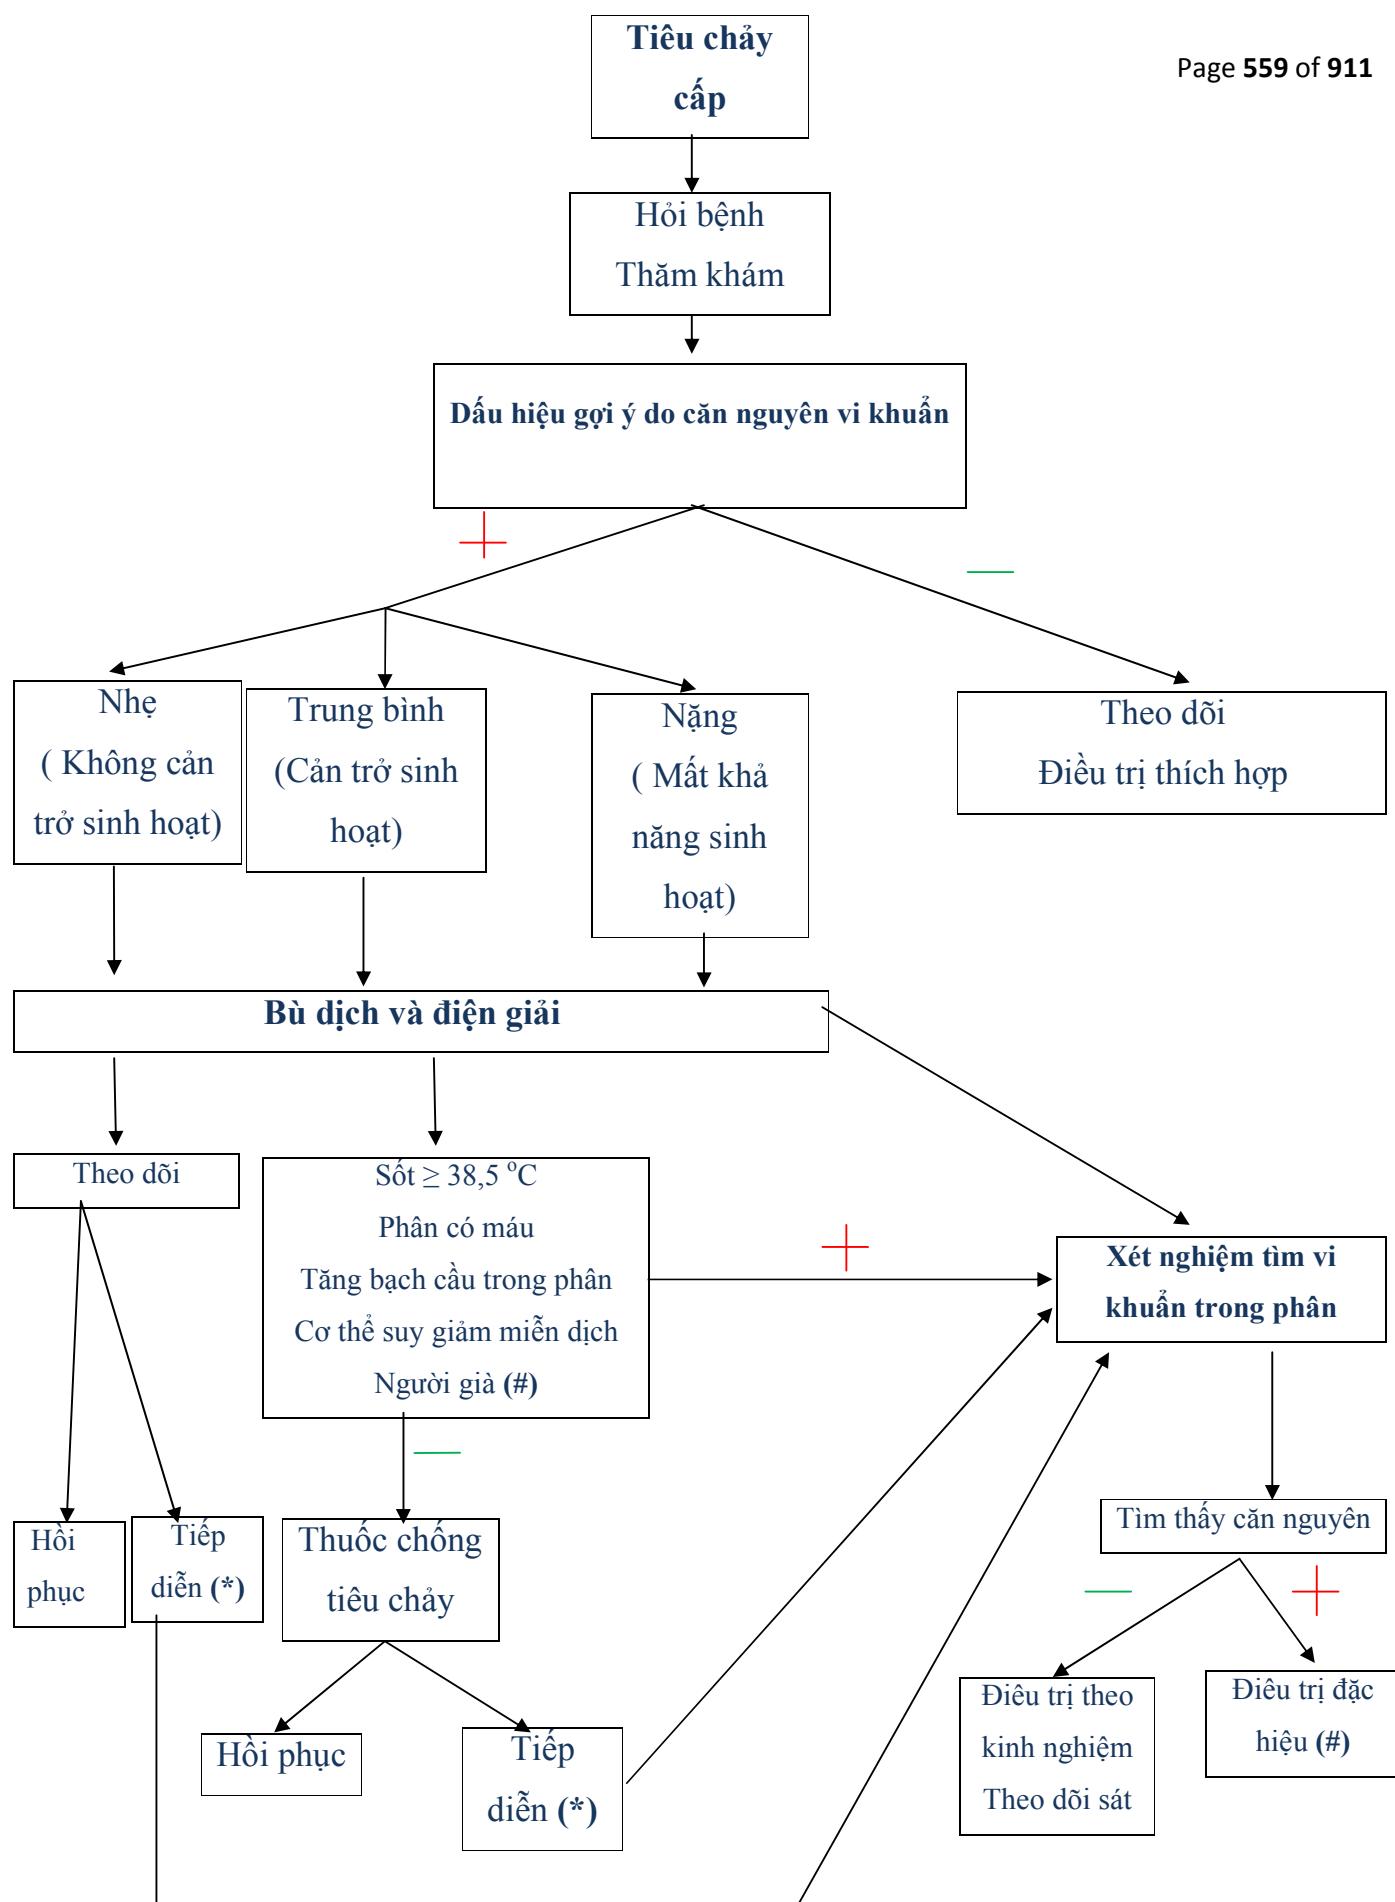 Tiêu chảy
cấp
Page 559 of 911
Hỏi bệnh
Thăm khám
Dấu hiệu gợi ý do căn nguyên vi khuẩn
Nhẹ
( Không cản
trở sinh hoạt)
Trung bình
(Cản trở sinh
hoạt)
Nặng
( Mất khả
năng sinh
hoạt)
Theo dõi
Điều trị thích hợp
Bù dịch và điện giải
Theo dõi
Sốt ≥ 38,5 °C
Phân có máu
Tăng bạch cầu trong phân
Cơ thể suy giảm miễn dịch
Người già (#)
Xét nghiệm tìm vi
khuẩn trong phân
Hồi
phục
Tiếp
diễn (*)
Thuốc chống
tiêu chảy
Tìm thấy căn nguyên
Hồi phục
Tiếp
diễn (*)
Điêu trị theo
kinh nghiệm
Theo dõi sát
Điêu trị đặc
hiệu (#)